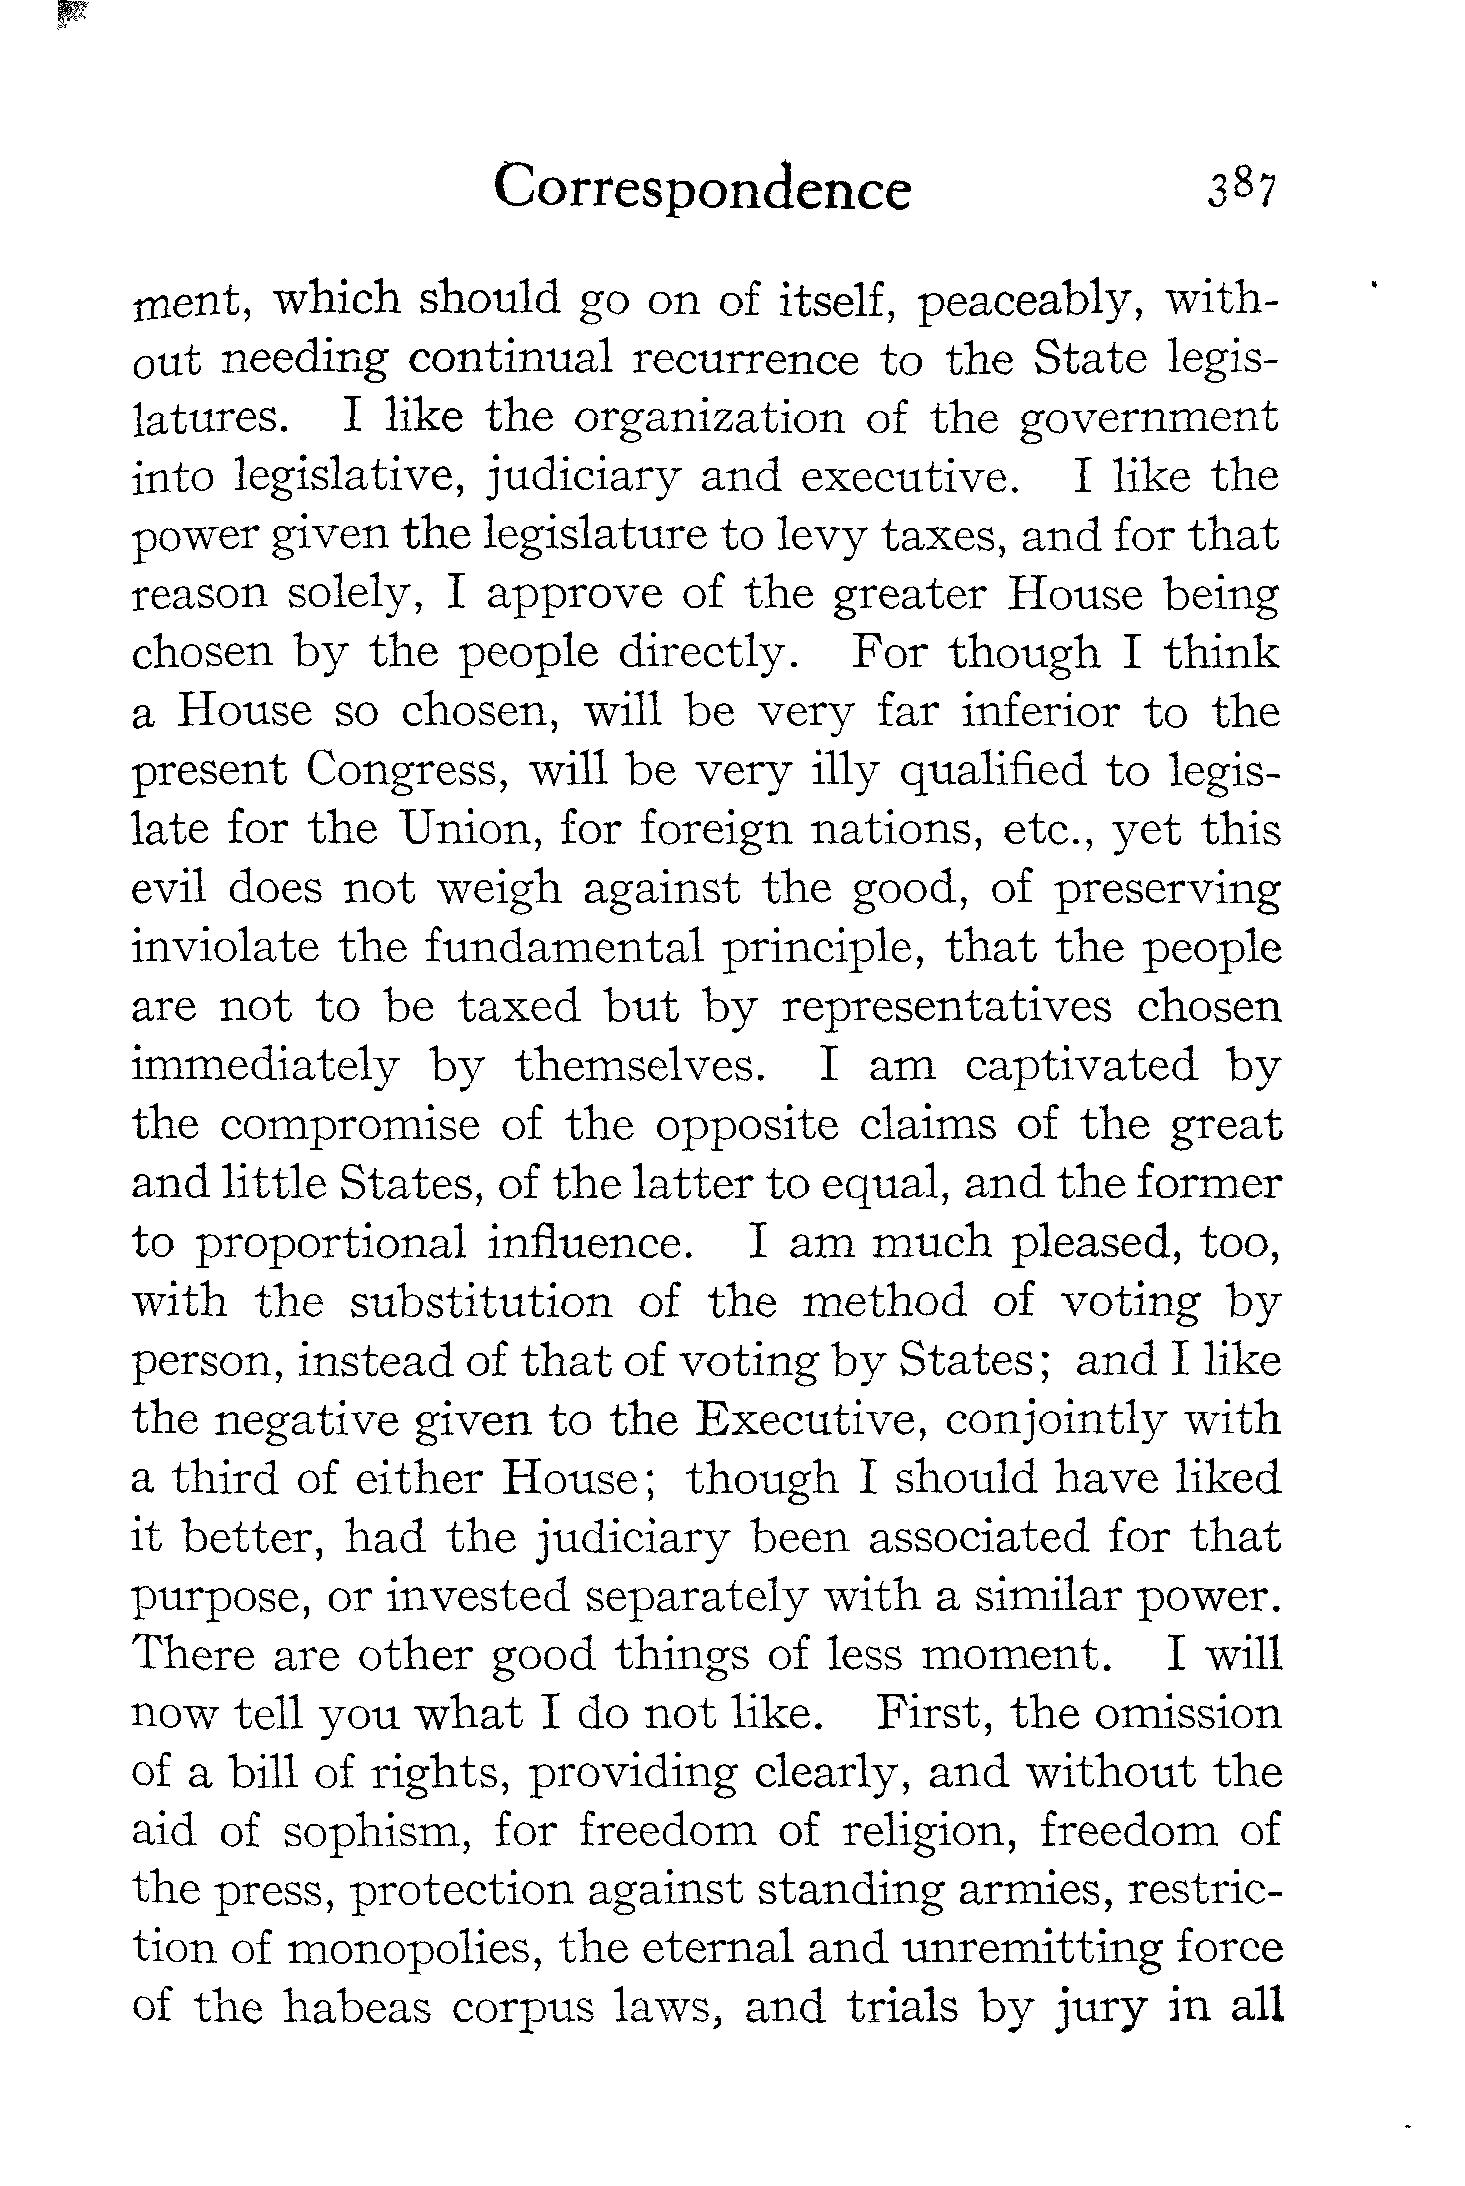 Correspondence 387
ment, which should go on of itself, peaceably, with-
out needing continual recurrence to the State legis-
latures. I like the organization of the government
into legislative, judiciary and executive. I like the
power given the legislature to levy taxes, and for that
reason solely, I approve of the greater House being
chosen by the people directly. For though I think
a House so chosen, will be very far inferior to the
present Congress, will be very illy qualified to legis-
late for the Union, for foreign nations, etc., yet this
evil does not weigh against the good, of preserving
inviolate the fundamental principle, that the people
are not to be taxed but by representatives chosen
immediately by themselves. I am captivated by
the compromise of the opposite claims of the great
and little States, of the latter to equal, and the former
to proportional influence. I am much pleased, too,
with the substitution of the method of voting by
person, instead of that of voting by States; and I like
the negative given to the Executive, conjointly with
a third of either House; though I should have liked
it better, had the judiciary been associated for that
purpose, or invested separately with a similar power.
There are other good things of less moment. I will
now tell you what I do not like. First, the omission
of a bill of rights, providing clearly, and without the
aid of sophism, for freedom of religion, freedom of
the press, protection against standing armies, restric-
tion of monopolies, the eternal and unremitting force
of the habeas corpus laws, and trials by jury in all